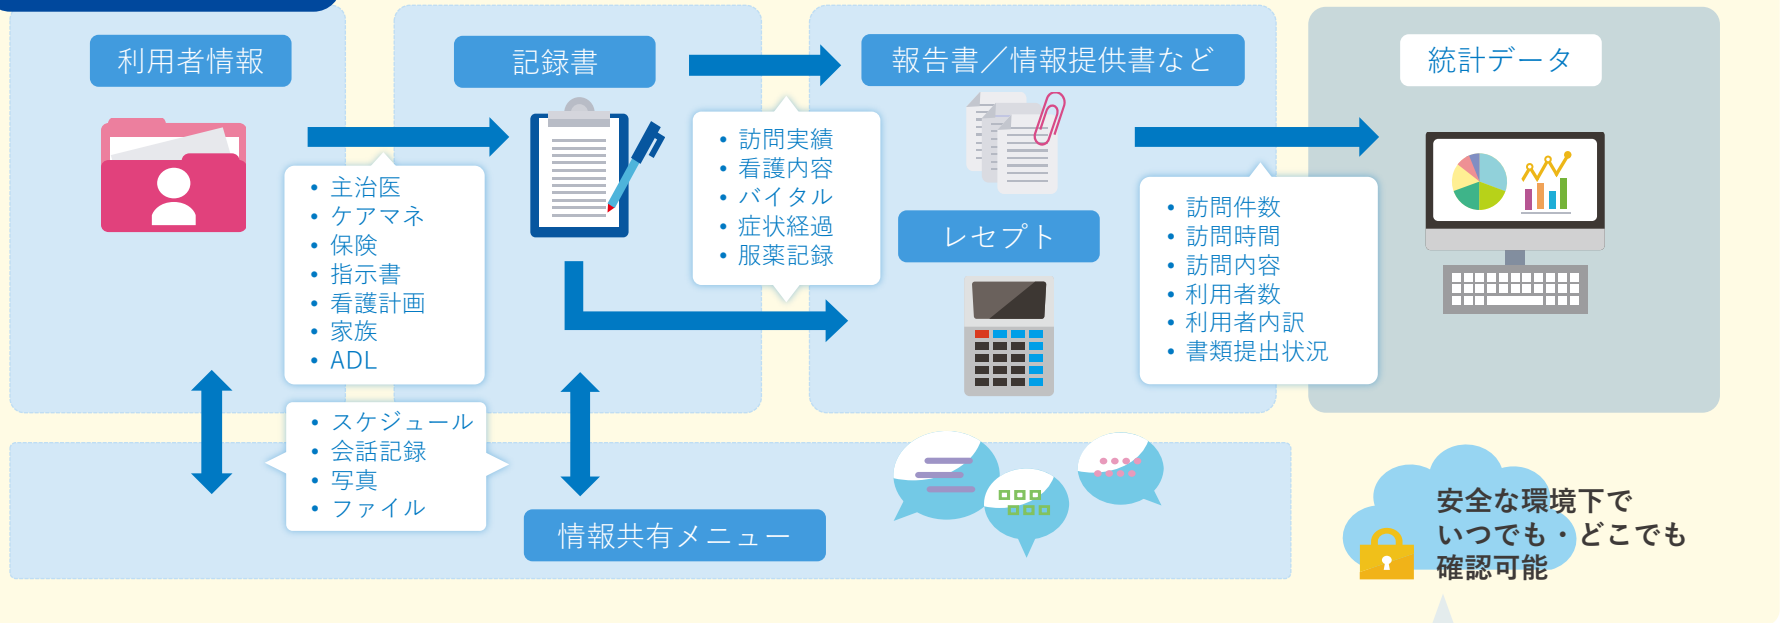 利用者情報
• 主治医
• ケアマネ
• 保険
• 指示書
• 看護計画
• 家族
• ADL
記録書
• 訪問実績
• 看護内容
• バイタル
• 症状経過
• 服薬記録
報告書／情報提供書など
レセプト
• 訪問件数
• 訪問時間
• 訪問内容
• 利用者数
• 利用者内訳
• 書類提出状況
統計データ
• スケジュール
• 会話記録
• 写真
• ファイル
情報共有メニュー
安全な環境下で
いつでも・どこでも
確認可能